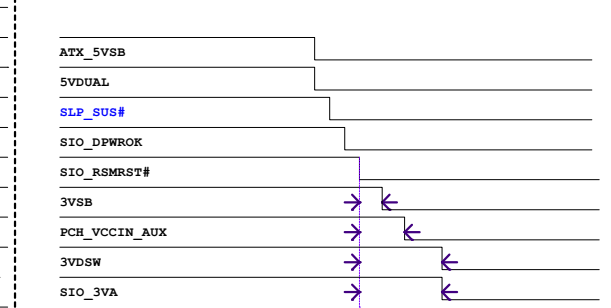 ATX_5VSB
5VDUAL
SLP_SUS#
SIO_DPWROK
SIO_RSMRST#
3VSB
PCH_VCCIN_AUX
3VDSW
SIO_3VA